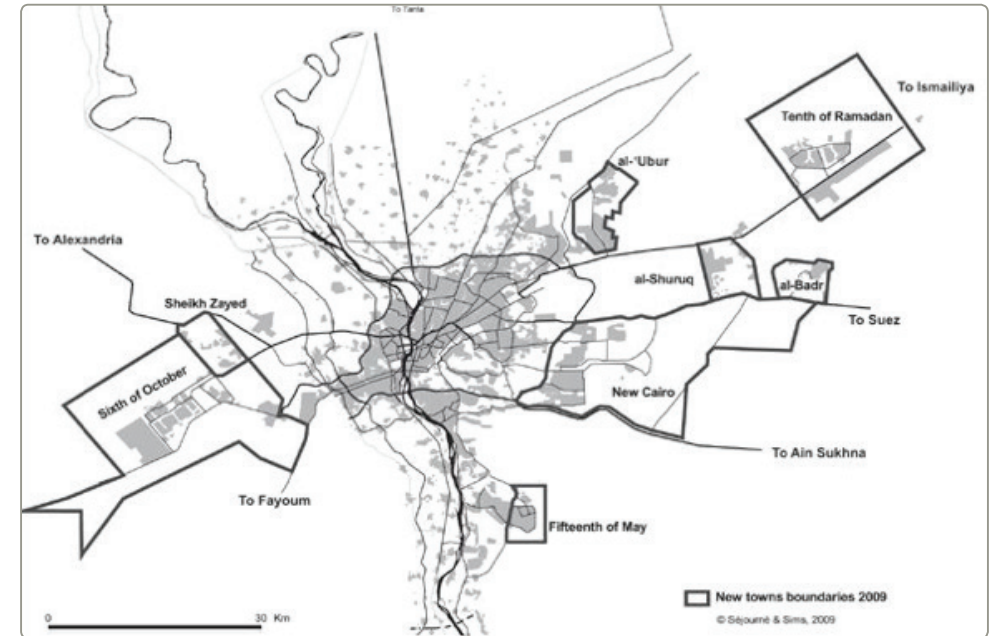 To Tanta
To Ismailiya
Tenth of Ramadan
al-'Ubur
To Alexandria
al-Shuruq
al-Badr
Sheikh Zayed
To Suez
Sixth of October
New Cairo
To Ain Sukhna
To Fayoum
Fifteenth of May
New towns boundaries 2009
© Séjourné & Sims, 2009
0 30 Km